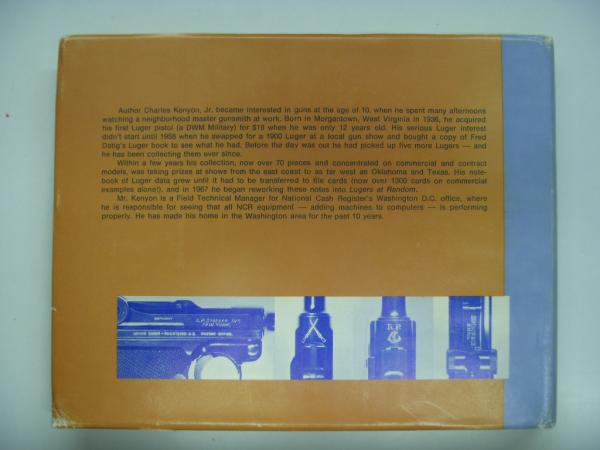 Author Charles Kenyon, Jr. became interested in guns at the age of 10, when he spent many afternoons
watching a neighborhood master gunsmith at work. Born in Morgantown, West Virginia in 1936, he acquired
his first Luger pistol (a DWM Military) for $18 when he was only 12 years old. His serious Luger interest
didn't start until 1958 when he swapped for a 1900 Luger at a local gun show and bought a copy of Fred
Datig's Luger book to see what he had. Before the day was out he had picked up five more Lugers — and
he has been collecting them ever since.
Within a few years his collection, now over 70 pieces and concentrated on commercial and contract
models, was taking prizes at shows from the east coast to as far west as Oklahoma and Texas. His note-
book of Luger data grew until it had to be transferred to file cards (now over 1300 cards on commercial
examples alone!), and in 1967 he began reworking these notes into Lugers at Random.
Mr. Kenyon is a Field Technical Manager for National Cash Register's Washington D.C. office, where
he is responsible for seeing that all NCR equipment — adding machines to computers — is performing
properly. He has made his home in the Washington area for the past 10 years.
GERMANY
A.F. STOEGER INC.
NEW YORK.